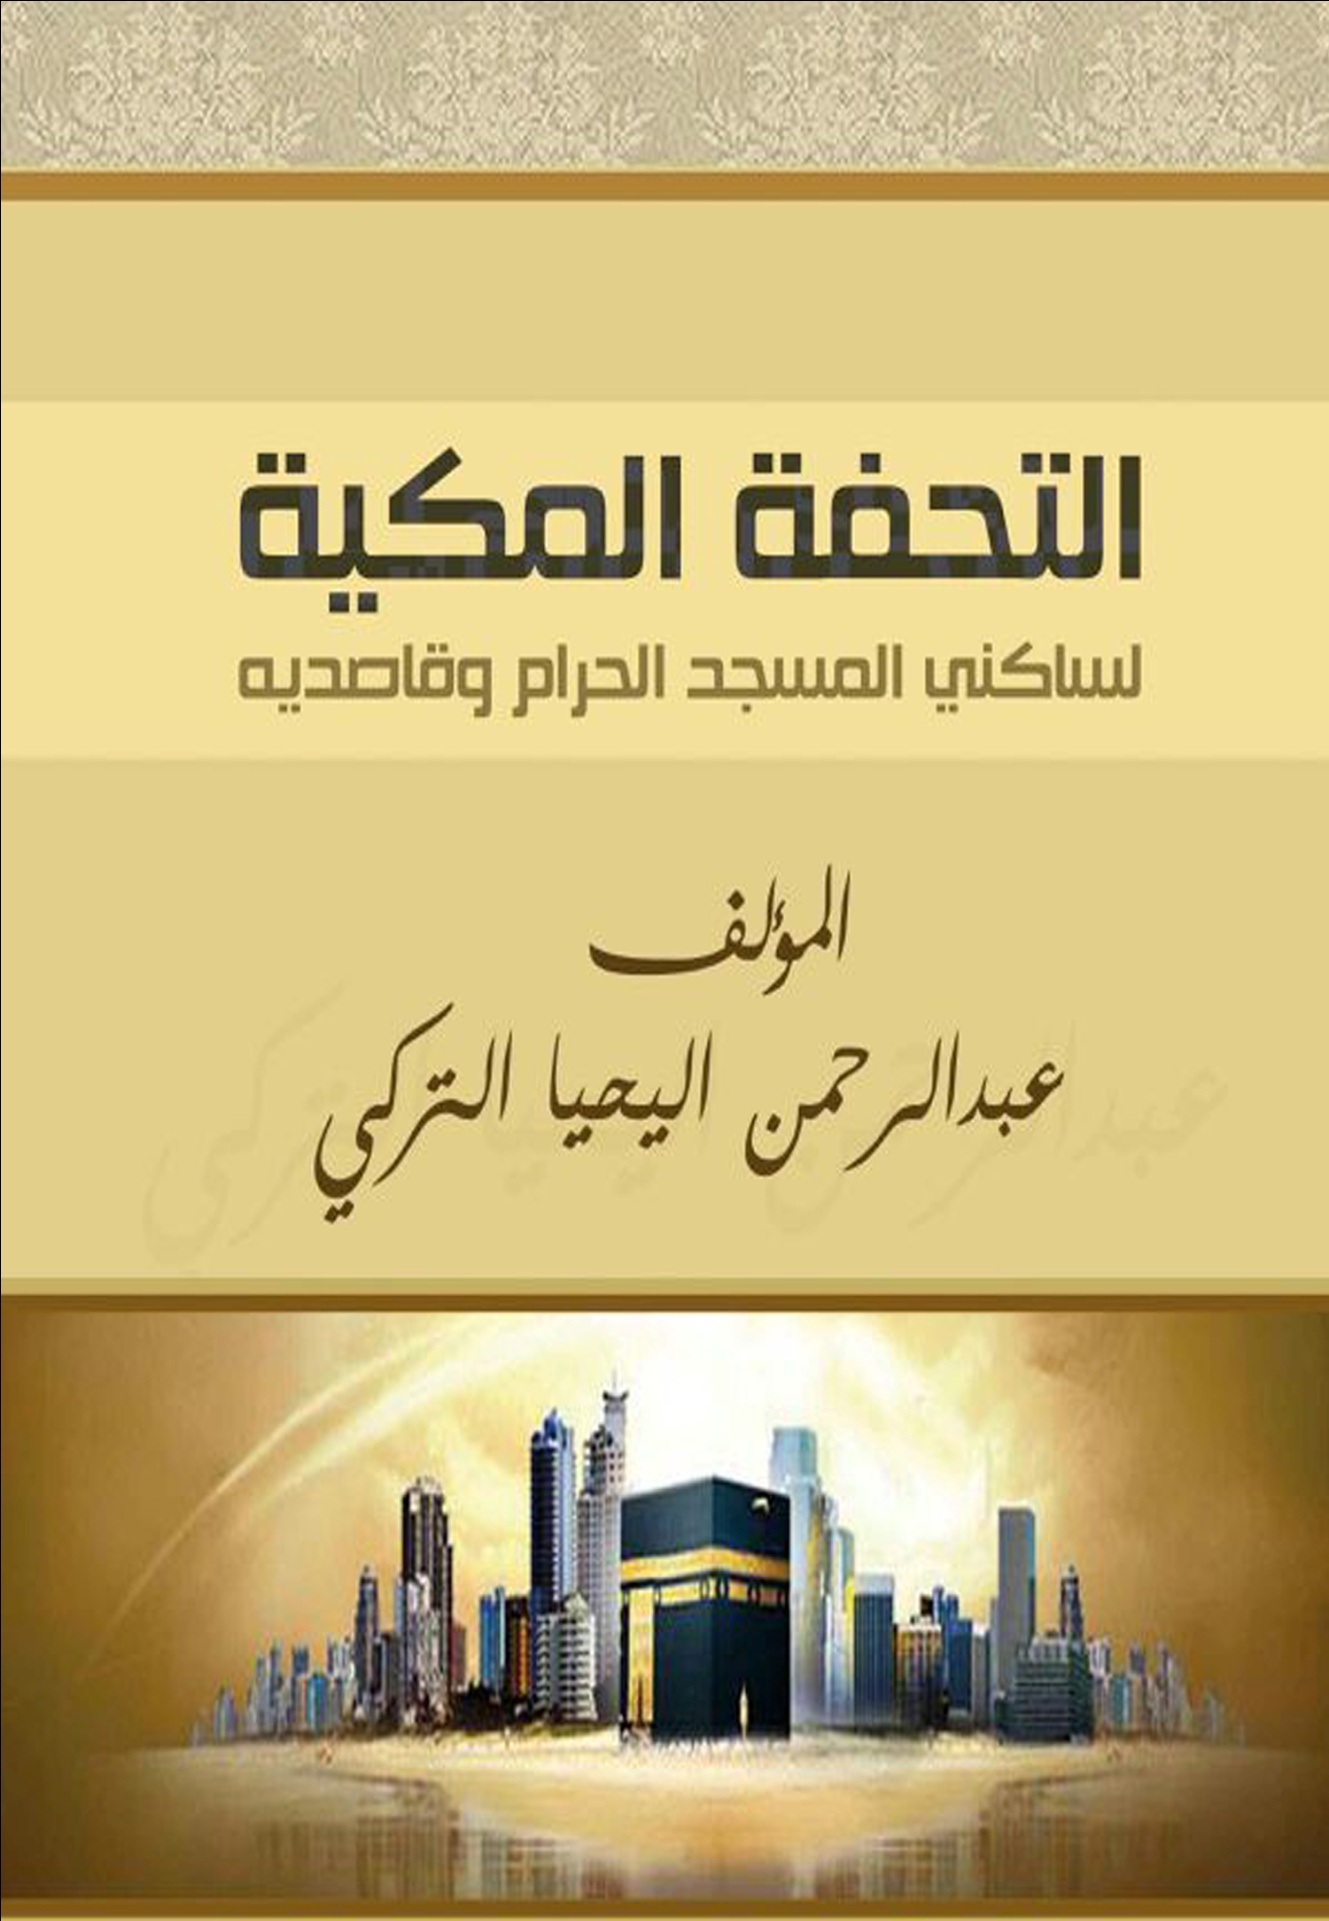 التحفة المكية
لساكني المسجد الحرام وقاصديه
المؤلف
عبدالرحمن اليحيا التركي